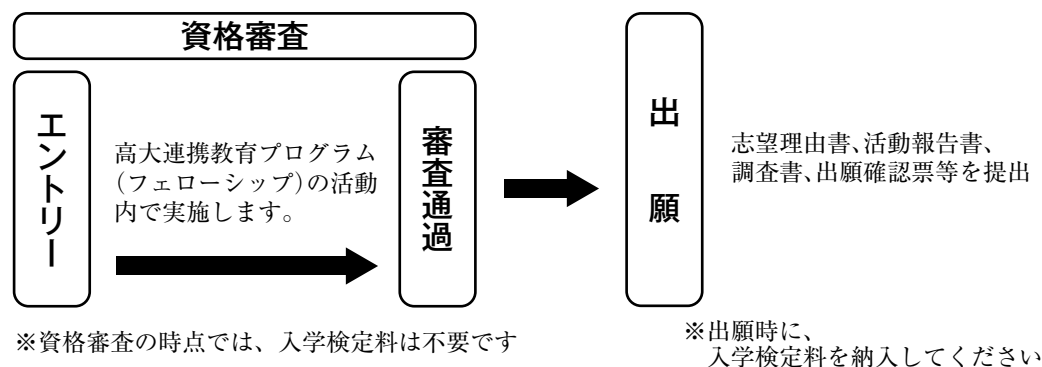 資格審査
エントリー
高大連携教育プログラム
(フェローシップ)の活動
内で実施します。
審査通過
※資格審査の時点では、入学検定料は不要です
出願
志望理由書、活動報告書、
調査書、出願確認票等を提出
※出願時に、
入学検定料を納入してください